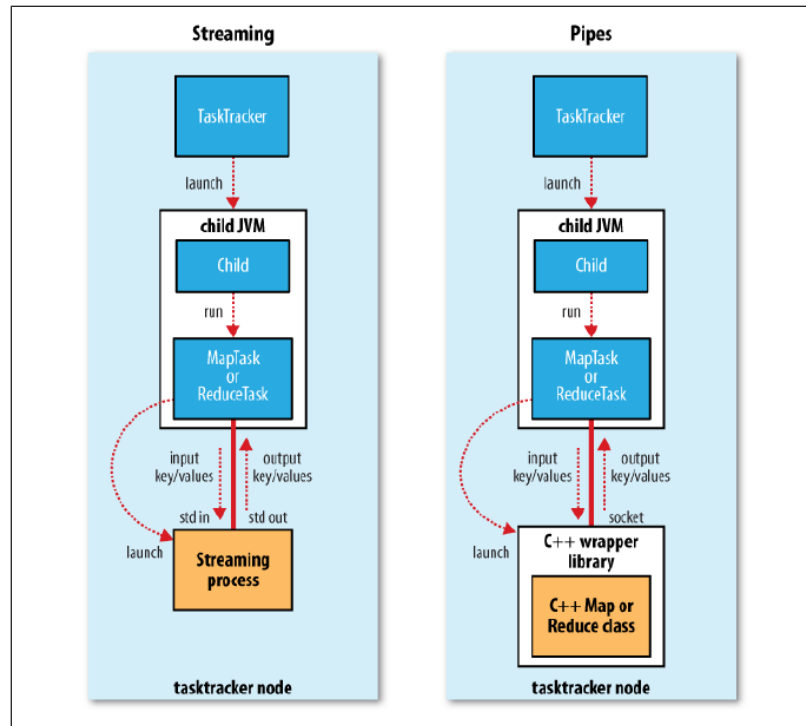 Streaming
TaskTracker
launch
child JVM
Child
run
MapTask
or
ReduceTask
input
key/values
output
key/values
std in
std out
launch
Streaming
process
tasktracker node
Pipes
TaskTracker
launch
child JVM
Child
run
MapTask
or
ReduceTask
input
key/values
output
key/values
socket
launch
C++ wrapper
library
C++ Map or
Reduce class
tasktracker node